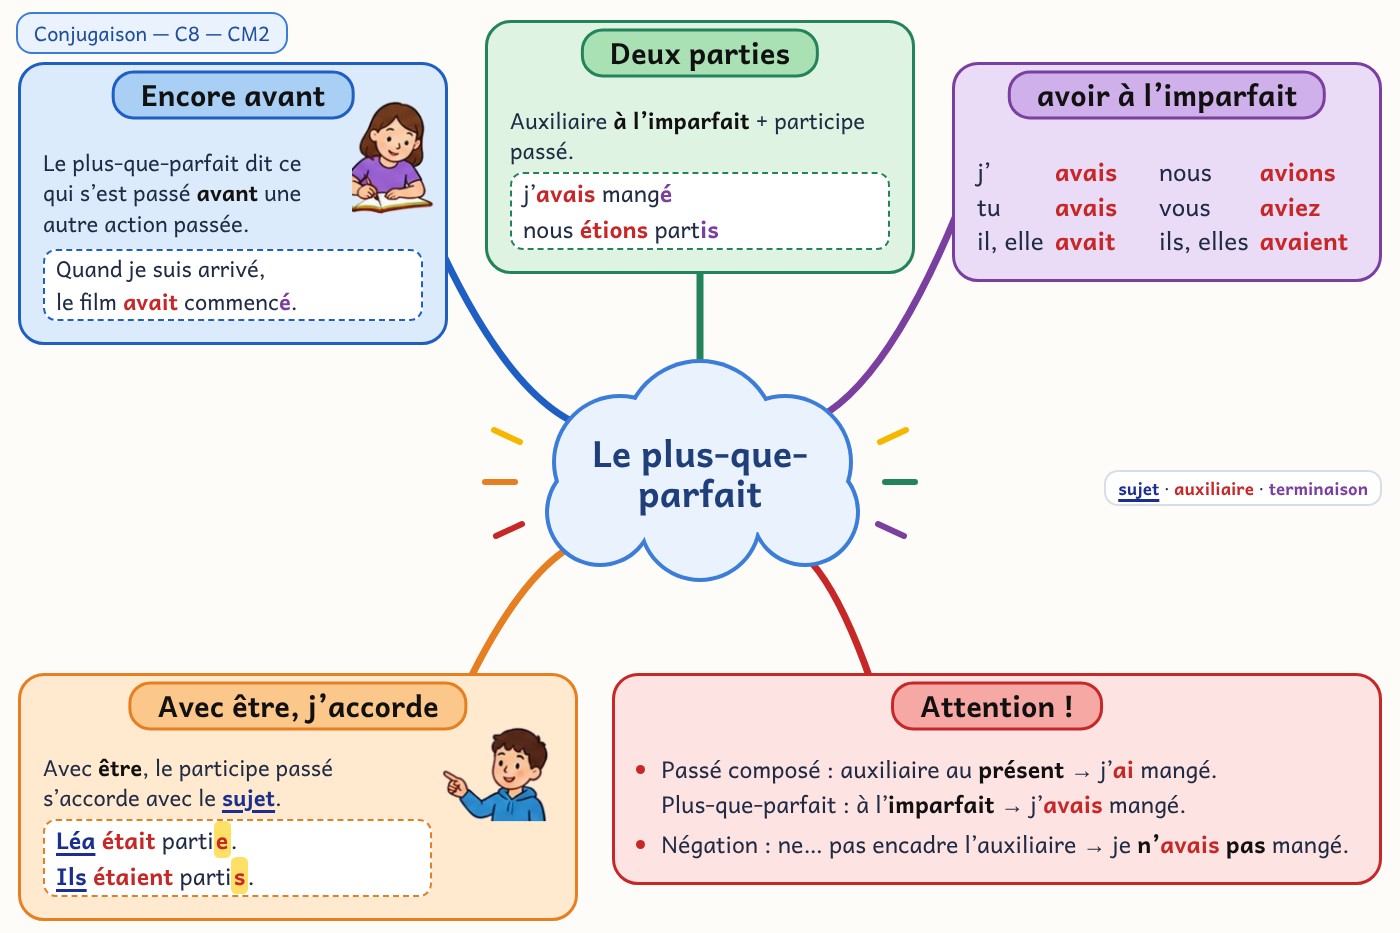 Conjugaison — C8 — CM2
Encore avant
Le plus-que-parfait dit ce
qui s’est passé avant une
autre action passée.
Quand je suis arrivé,
le film avait commencé.
Deux parties
Auxiliaire à l’imparfait + participe
passé.
j’avais mangé
nous étions partis
avoir à l’imparfait
j’ avais nous avions
tu avais vous aviez
il, elle avait ils, elles avaient
Le plus-que-
parfait
sujet · auxiliaire · terminaison
Avec être, j’accorde
Avec être, le participe passé
s’accorde avec le sujet.
Léa était partie.
Ils étaient partis.
Attention !
• Passé composé : auxiliaire au présent → j’ai mangé.
Plus-que-parfait : à l’imparfait → j’avais mangé.
• Négation : ne... pas encadre l’auxiliaire → je n’avais pas mangé.